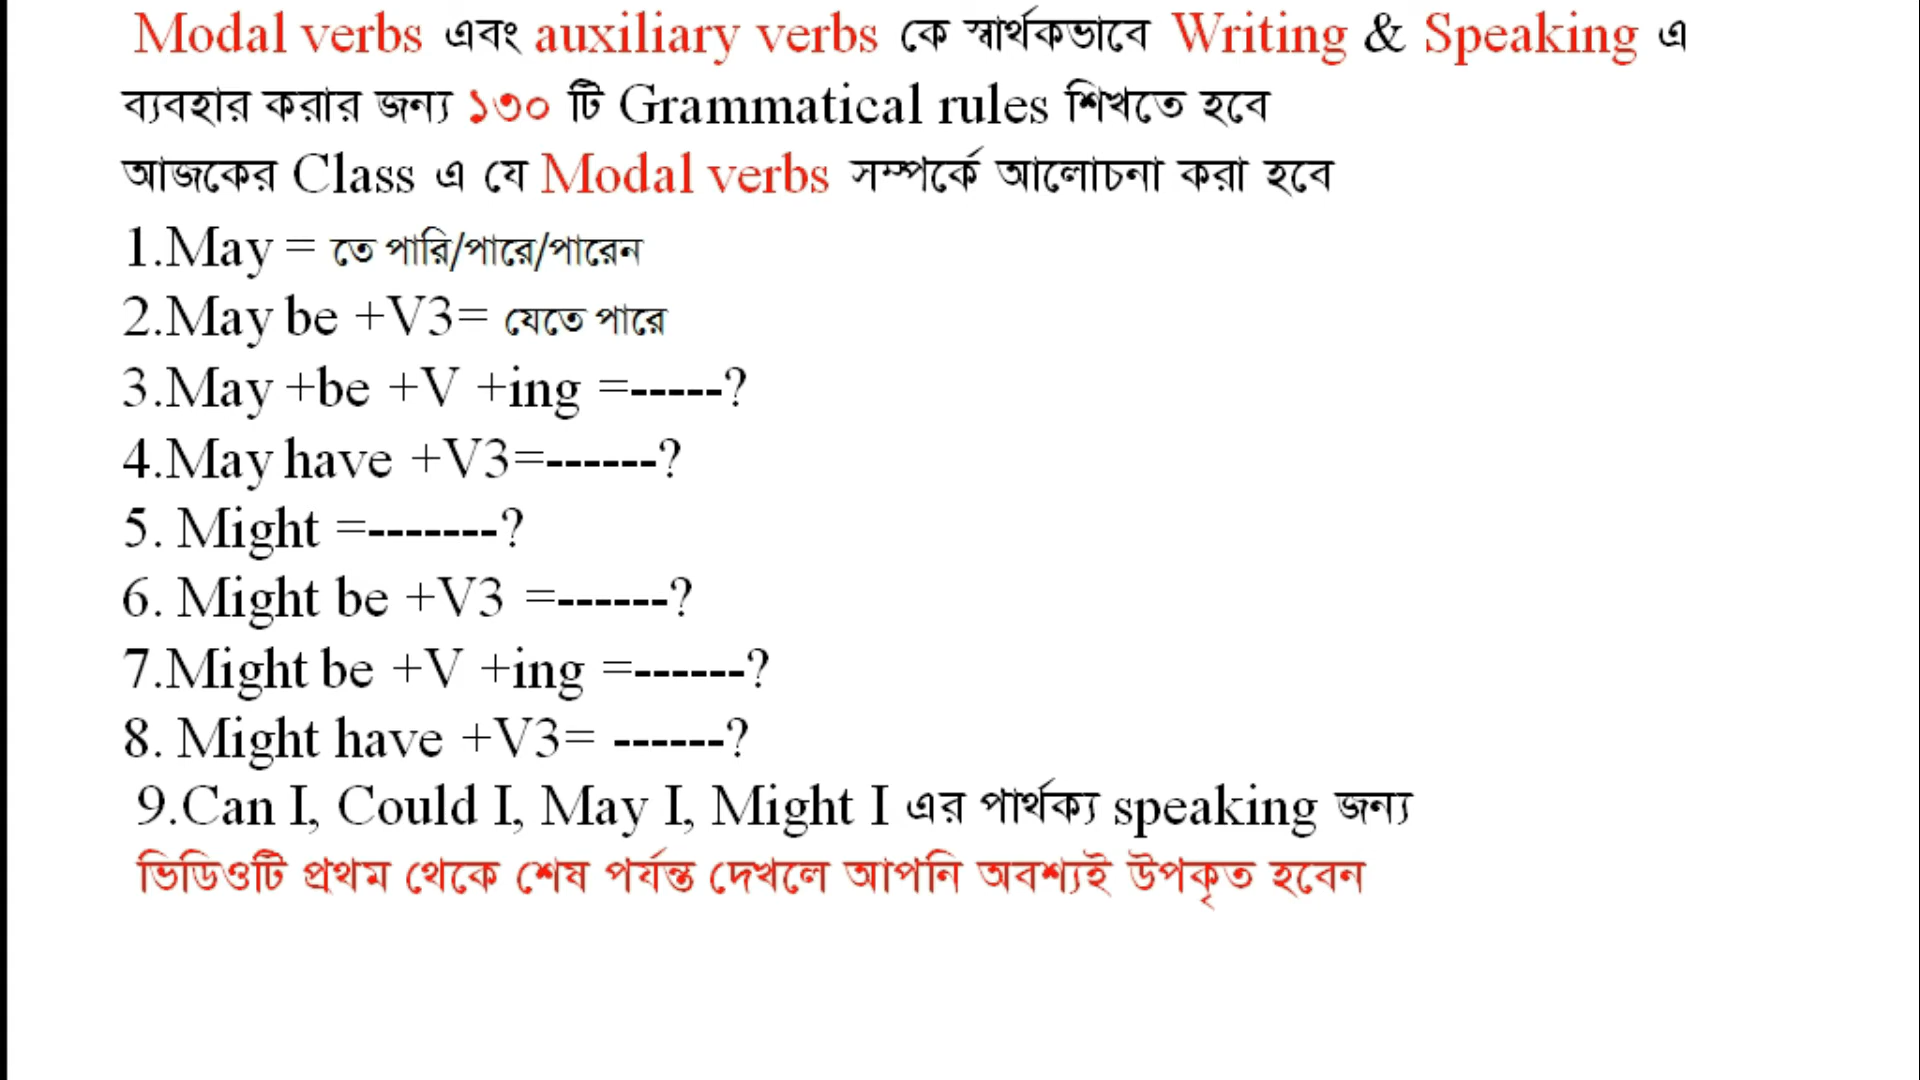 Modal verbs এবং auxiliary verbs কে স্বার্থকভাবে Writing & Speaking এ
ব্যবহার করার জন্য ১৩০ টি Grammatical rules শিখতে হবে
আজকের Class এ যে Modal verbs সম্পর্কে আলোচনা করা হবে
1.May = তে পারি/পারে/পারেন
2.May be +V3= যেতে পারে
3.May +be +V +ing =-----?
4.May have +V3=------?
5. Might =-------?
6. Might be +V3 =------?
7.Might be +V +ing =------?
8. Might have +V3= ------?
9.Can I, Could I, May I, Might I এর পার্থক্য speaking জন্য
ভিডিওটি প্রথম থেকে শেষ পর্যন্ত দেখলে আপনি অবশ্যই উপকৃত হবেন